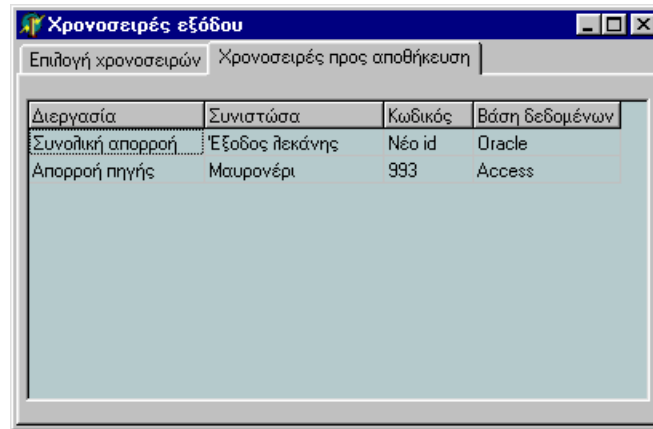 Χρονοσειρές εξόδου
Επιλογή χρονοσειρών Χρονοσειρές προς αποθήκευση
Διεργασία Συνιστώσα Κωδικός Βάση δεδομένων
Συνολική απορροή Έξοδος λεκάνης Νέο id Oracle
Απορροή πηγής Μαυρονέρι 993 Access